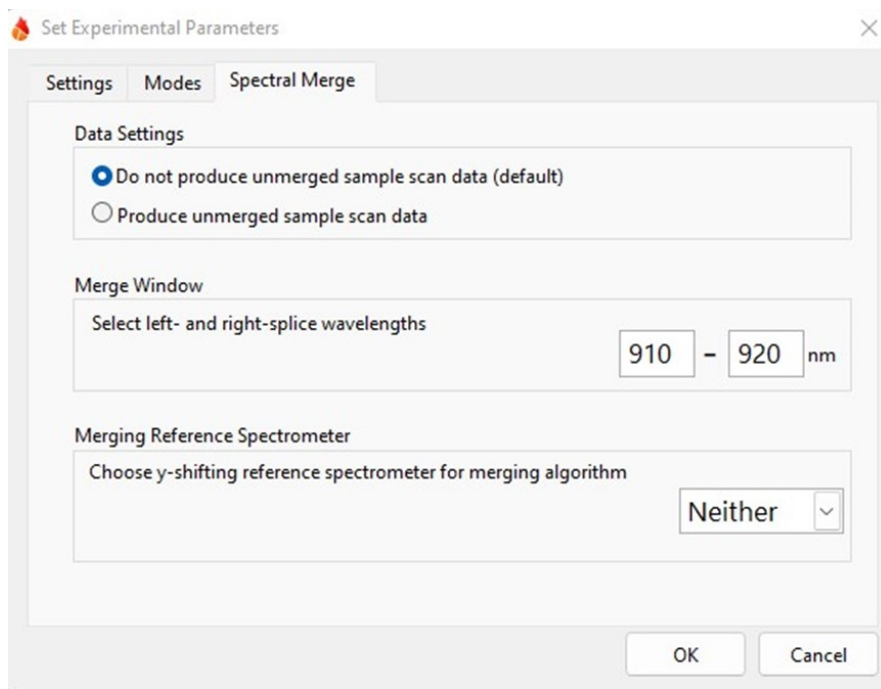 Set Experimental Parameters
Settings Modes Spectral Merge
Data Settings
Do not produce unmerged sample scan data (default)
Produce unmerged sample scan data
Merge Window
Select left- and right-splice wavelengths
910 – 920 nm
Merging Reference Spectrometer
Choose y-shifting reference spectrometer for merging algorithm
Neither
OK Cancel